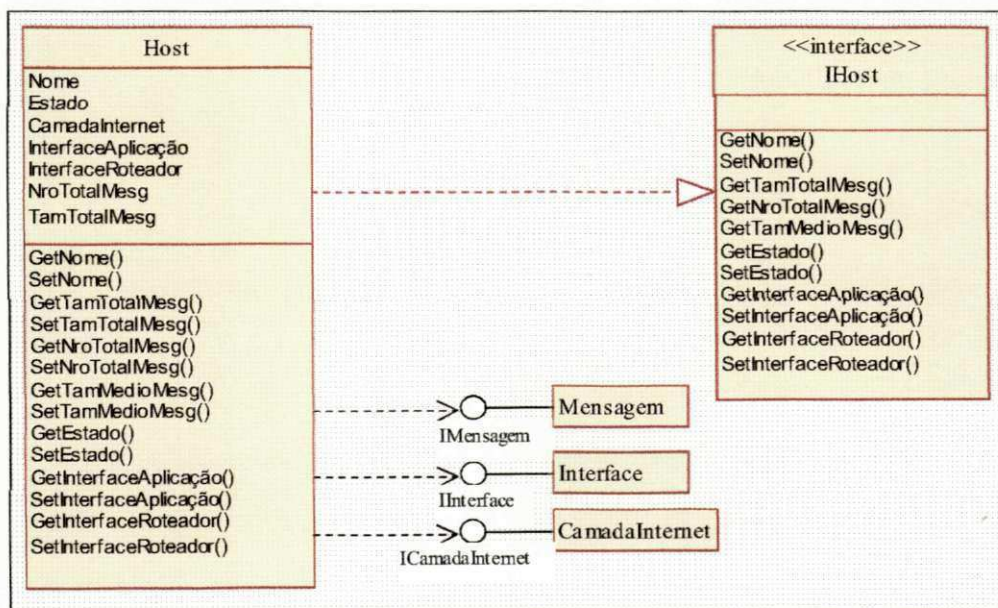 Host
Nome
Estado
CamadaInternet
InterfaceAplicação
InterfaceRoteador
NroTotalMesg
TamTotalMesg
GetNome()
SetNome()
GetTamTotalMesg()
SetTamTotalMesg()
GetNroTotalMesg()
SetNroTotalMesg()
GetTamMedioMesg()
SetTamMedioMesg()
GetEstado()
SetEstado()
GetInterfaceAplicação()
SetInterfaceAplicação()
GetInterfaceRoteador()
SetInterfaceRoteador()
<<interface>>
IHost
GetNome()
SetNome()
GetTamTotalMesg()
GetNroTotalMesg()
GetTamMedioMesg()
GetEstado()
SetEstado()
GetInterfaceAplicação()
SetInterfaceAplicação()
GetInterfaceRoteador()
SetInterfaceRoteador()
Mensagem
IMensagem
Interface
IInterface
CamadaInternet
ICamadaInternet